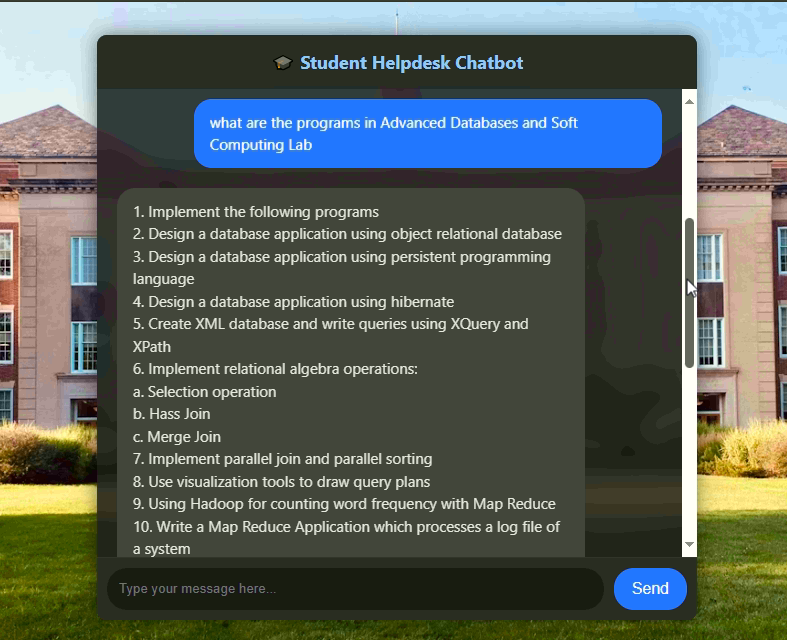 🎓 Student Helpdesk Chatbot
what are the programs in Advanced Databases and Soft
Computing Lab
1. Implement the following programs
2. Design a database application using object relational database
3. Design a database application using persistent programming
language
4. Design a database application using hibernate
5. Create XML database and write queries using XQuery and
XPath
6. Implement relational algebra operations:
a. Selection operation
b. Hass Join
c. Merge Join
7. Implement parallel join and parallel sorting
8. Use visualization tools to draw query plans
9. Using Hadoop for counting word frequency with Map Reduce
10. Write a Map Reduce Application which processes a log file of
a system
Type your message here...
Send